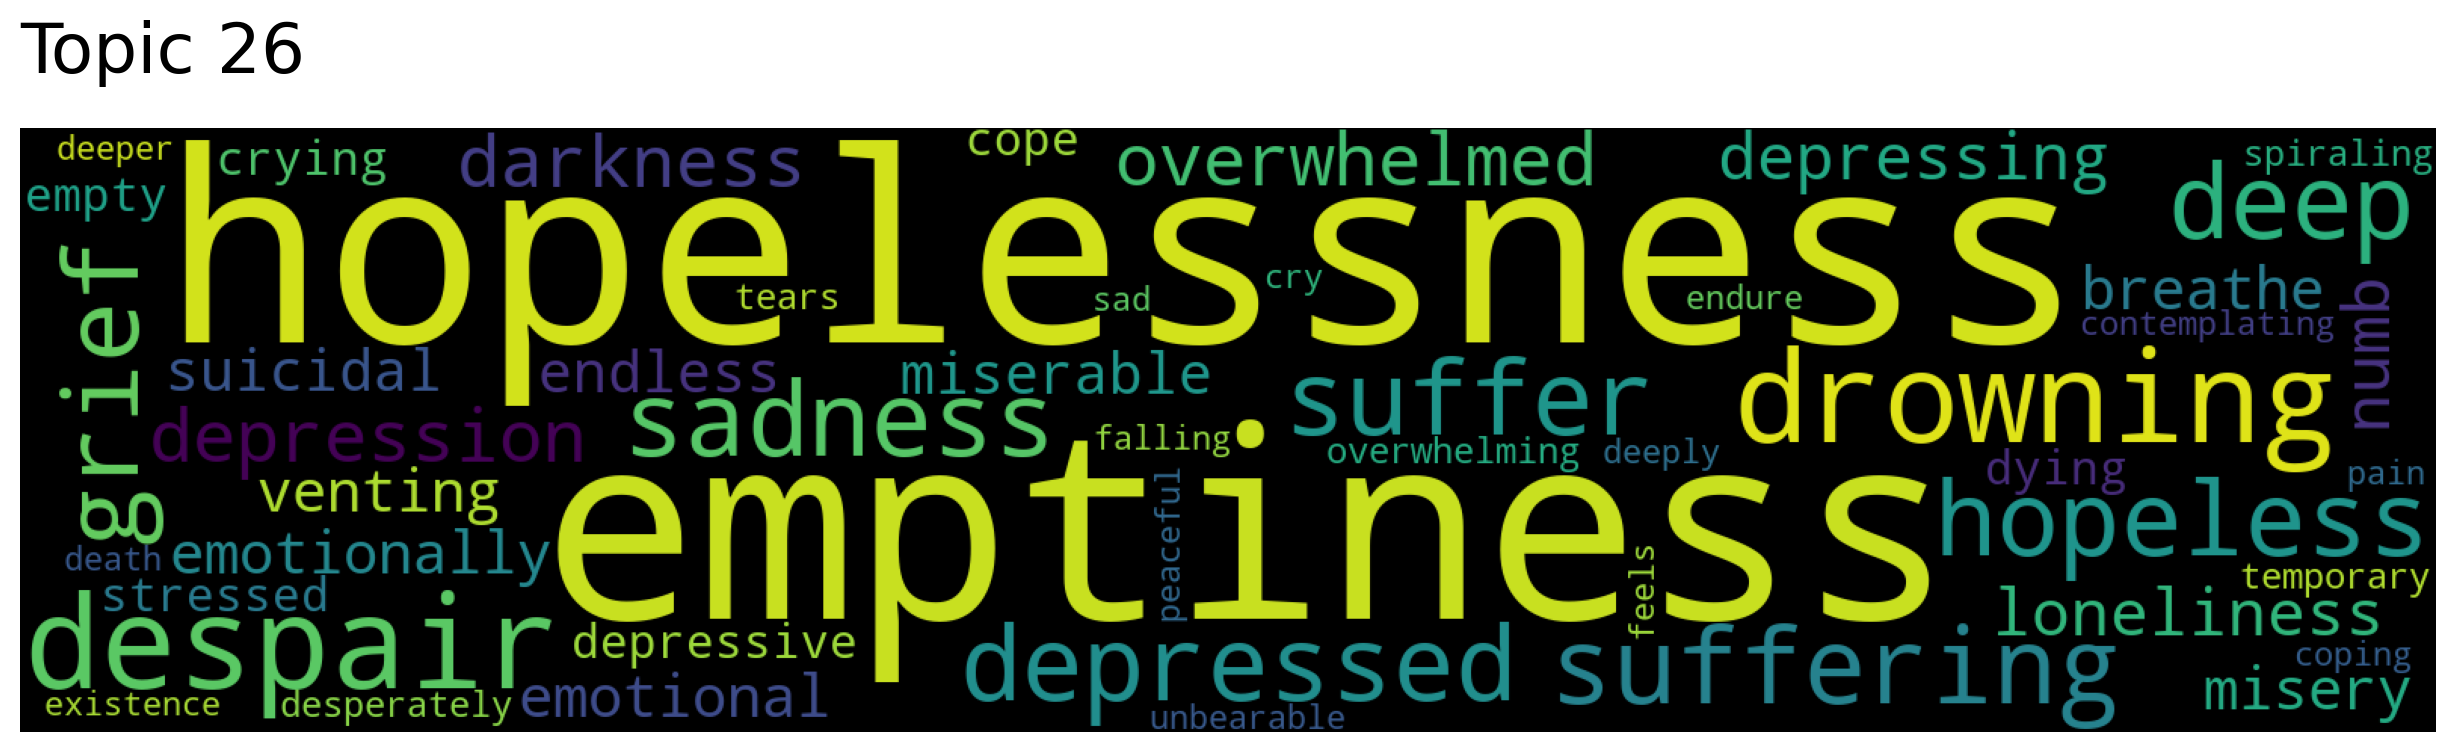 Topic 26
deeper
crying
darkness
cope
overwhelmed
depressing
spiraling
empty
deep
hopelessness
grief
tears
sad
cry
endure
breathe
contemplating
numb
suicidal
endless
miserable
suffer
drowning
depression
sadness
falling
overwhelming
deeply
dying
pain
venting
emptiness
peaceful
hopeless
death
emotionally
feels
temporary
stressed
despair
depressive
depressed
suffering
loneliness
coping
existence
desperately
emotional
unbearable
misery